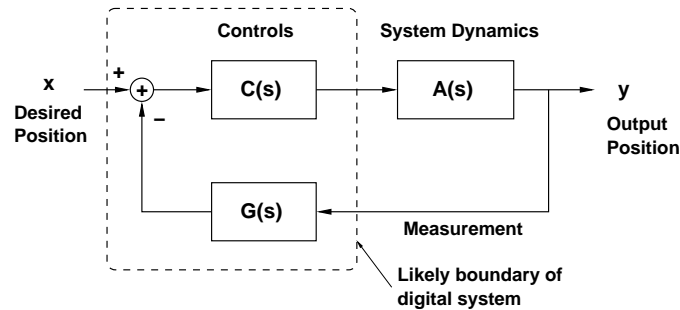 Controls
System Dynamics
x
+
+
C(s)
A(s)
y
Desired
Position
−
Output
Position
G(s)
Measurement
Likely boundary of
digital system